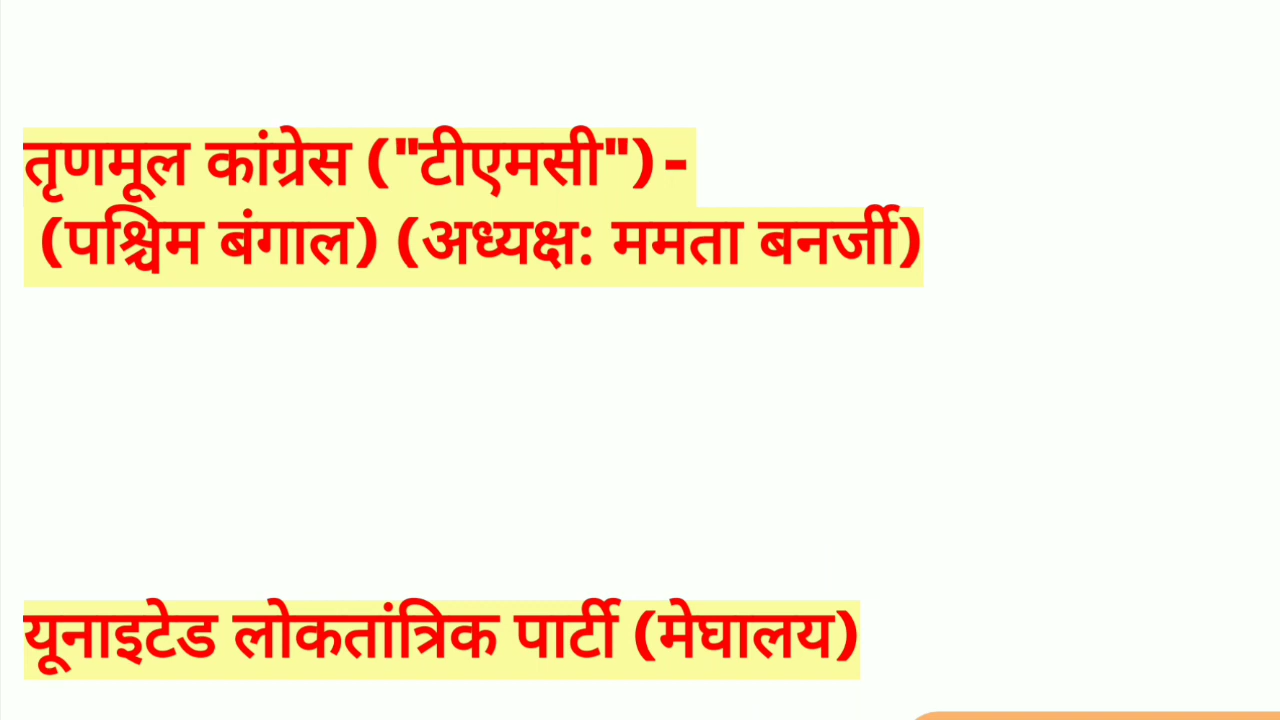 तृणमूल कांग्रेस ("टीएमसी") -
(पश्चिम बंगाल) (अध्यक्ष: ममता बनर्जी)
यूनाइटेड लोकतांत्रिक पार्टी (मेघालय)